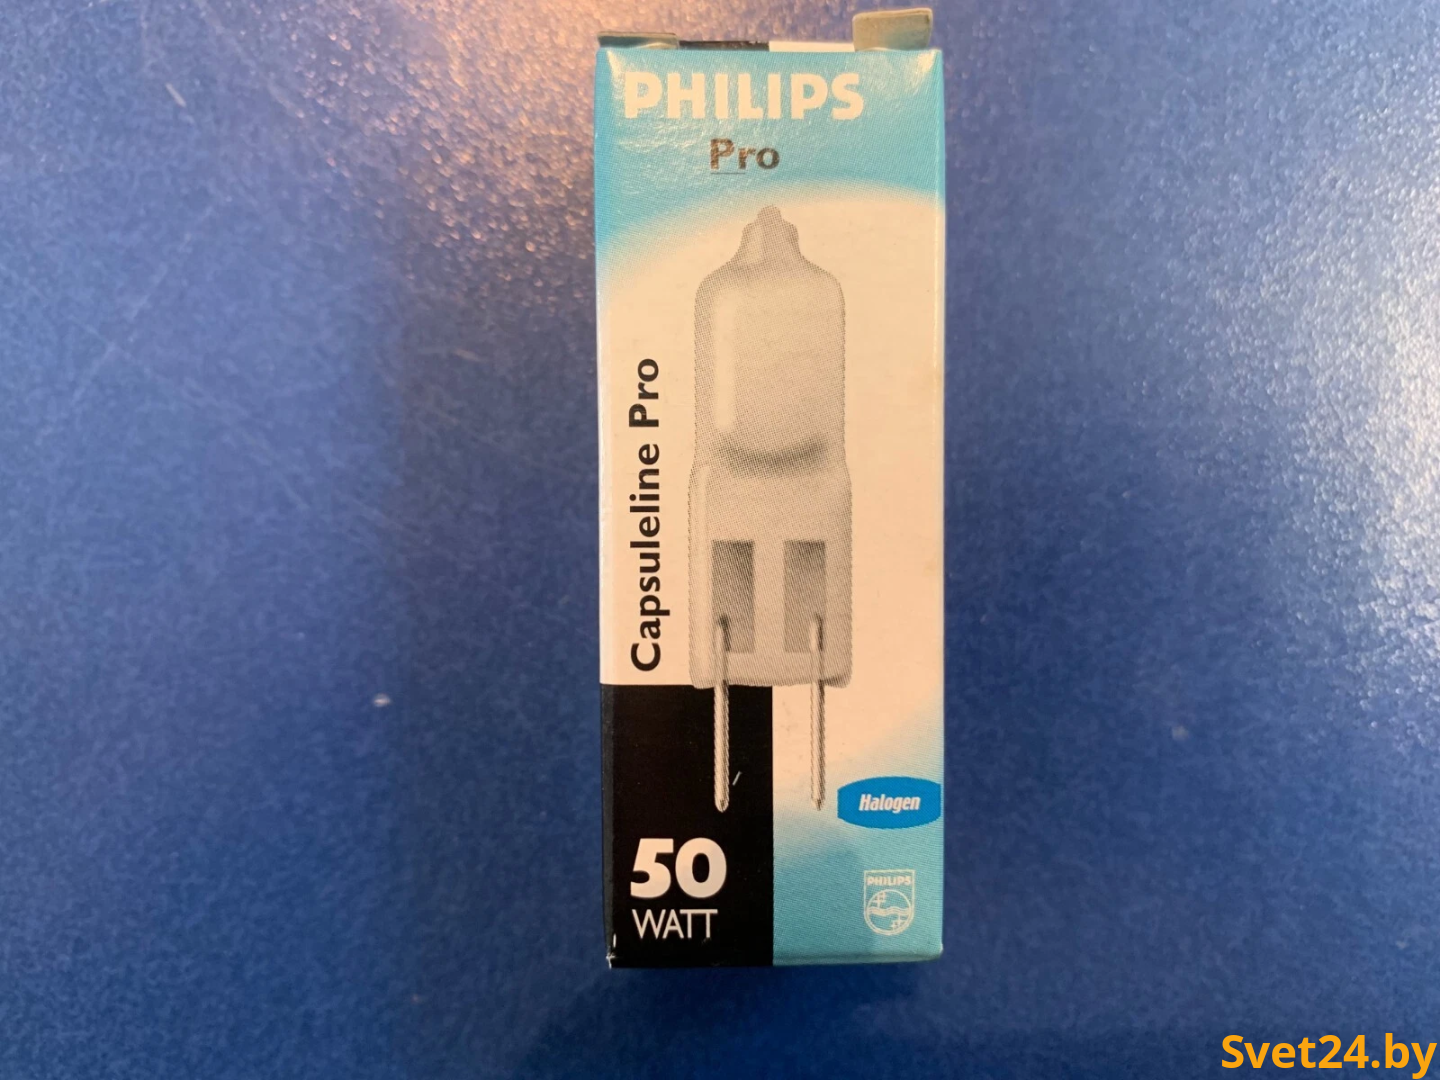 PHILIPS
Pro
Capsuleline Pro
Halogen
50
WATT
PHILIPS
Svet24.by